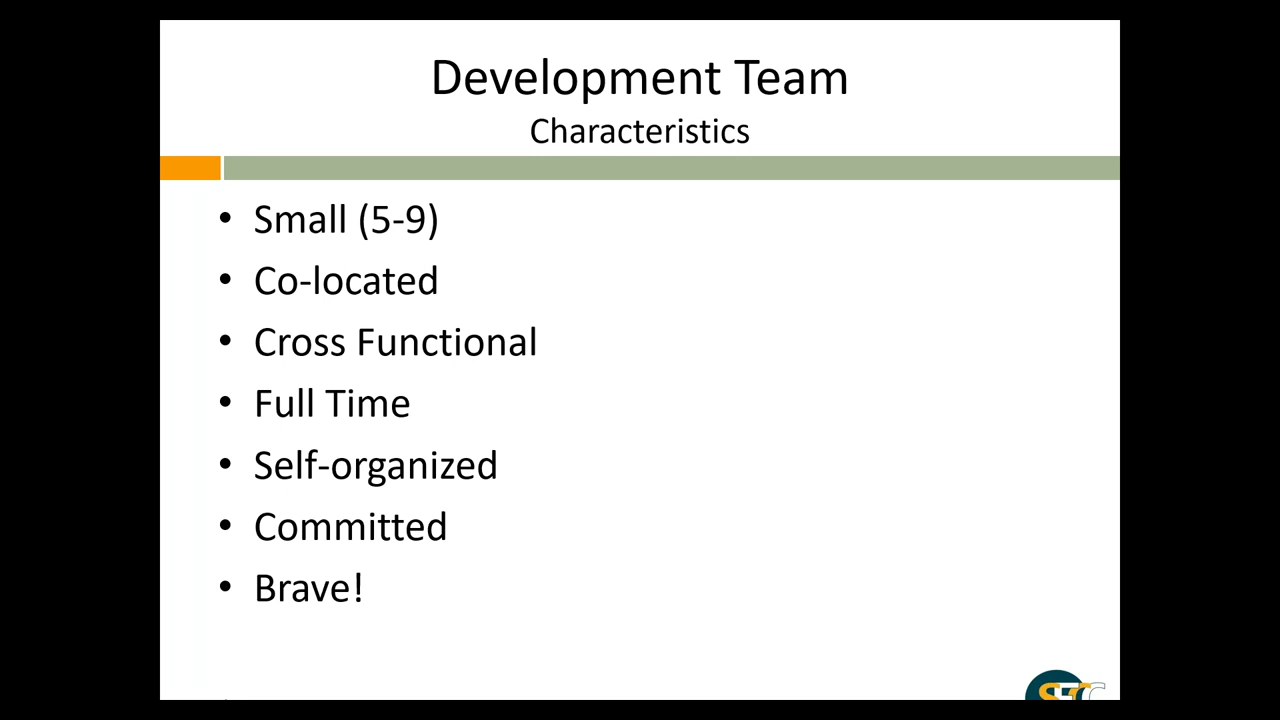 Development Team
Characteristics
• Small (5-9)
• Co-located
• Cross Functional
• Full Time
• Self-organized
• Committed
• Brave!